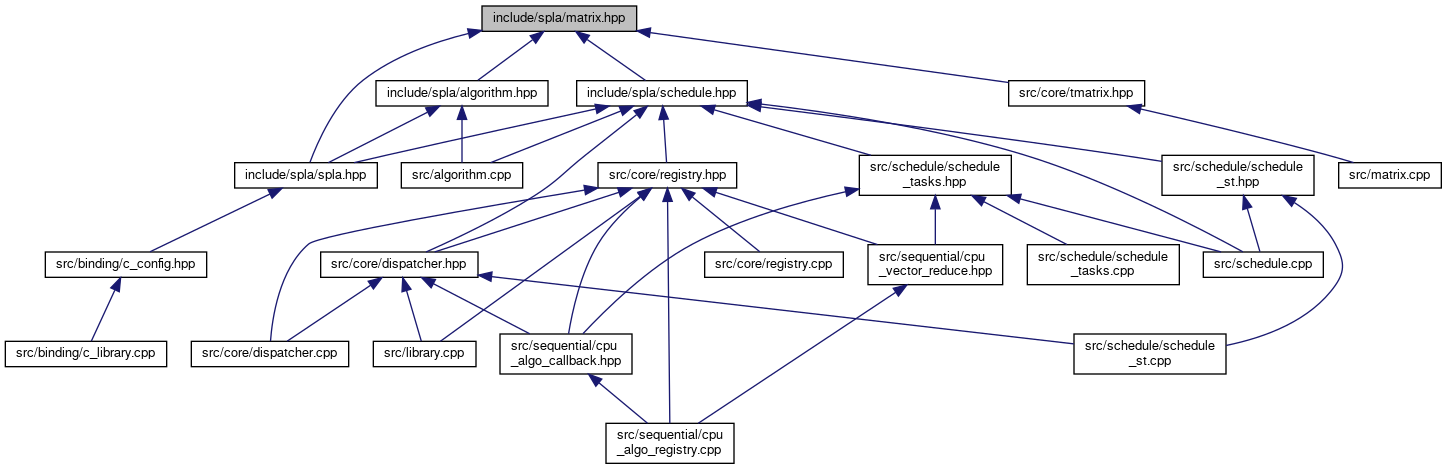 include/spla/matrix.hpp
include/spla/algorithm.hpp
include/spla/schedule.hpp
src/core/tmatrix.hpp
include/spla/spla.hpp
src/algorithm.cpp
src/core/registry.hpp
src/schedule/schedule
_tasks.hpp
src/schedule/schedule
_st.hpp
src/matrix.cpp
src/binding/c_config.hpp
src/core/dispatcher.hpp
src/core/registry.cpp
src/sequential/cpu
_vector_reduce.hpp
src/schedule/schedule
_tasks.cpp
src/schedule.cpp
src/binding/c_library.cpp
src/core/dispatcher.cpp
src/library.cpp
src/sequential/cpu
_algo_callback.hpp
src/schedule/schedule
_st.cpp
src/sequential/cpu
_algo_registry.cpp